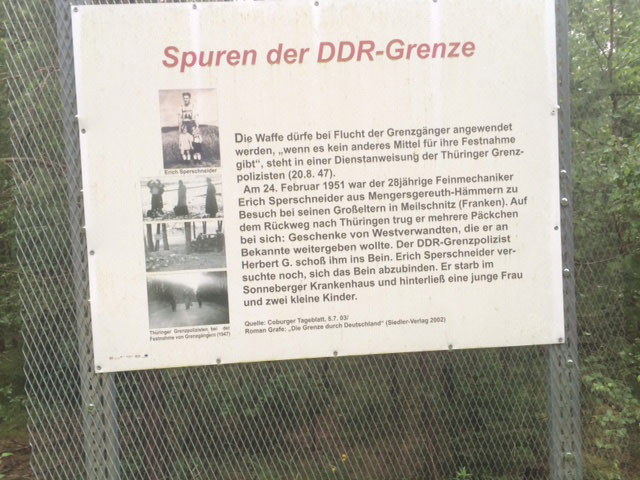 Spuren der DDR-Grenze
Erich Sperschneider
Die Waffe dürfe bei Flucht der Grenzgänger angewendet
werden, „wenn es kein anderes Mittel für ihre Festnahme
gibt“, steht in einer Dienstanweisung der Thüringer Grenz-
polizisten (20.8. 47).
Am 24. Februar 1951 war der 28jährige Feinmechaniker
Erich Sperschneider aus Mengersgereuth-Hämmern zu
Besuch bei seinen Großeltern in Meilschnitz (Franken). Auf
dem Rückweg nach Thüringen trug er mehrere Päckchen
bei sich: Geschenke von Westverwandten, die er an
Bekannte weitergeben wollte. Der DDR-Grenzpolizist
Herbert G. schoß ihm ins Bein. Erich Sperschneider ver-
suchte noch, sich das Bein abzubinden. Er starb im
Sonneberger Krankenhaus und hinterließ eine junge Frau
und zwei kleine Kinder.
Thüringer Grenzpolizisten bei der
Festnahme von Grenzgängern (1947)
Quelle: Coburger Tageblatt, 5.7. 03/
Roman Grafe: „Die Grenze durch Deutschland“ (Siedler-Verlag 2002)